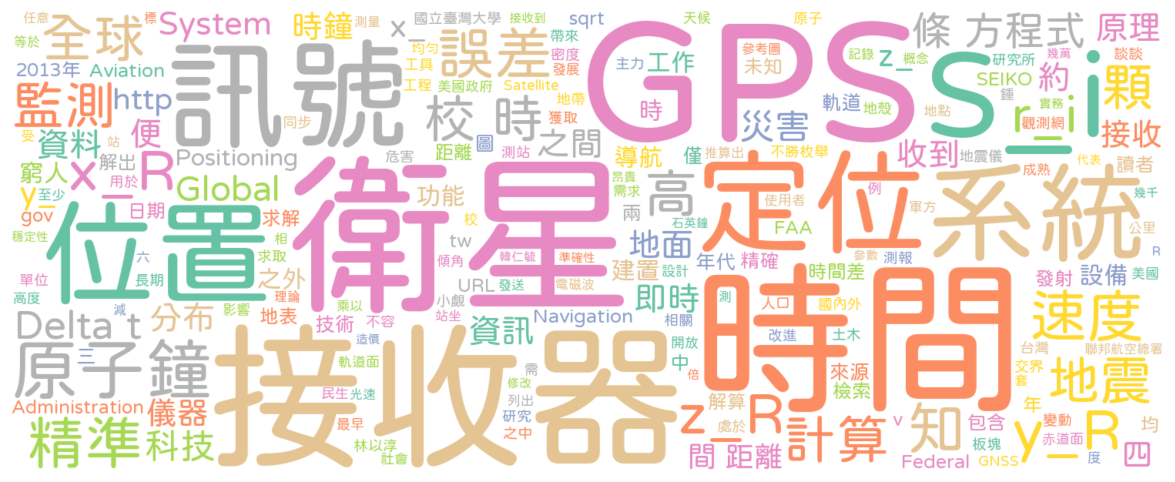 任意 標 測量 國立臺灣大學 接收到 sqrt 天候 原子 條 方程式 原理
等於 全球 System 時鐘 x_ 均勻 誤差 帶來 密度 發展 工作 GPS 參考圈 未知 記錄 概念 z_ 研究所 幾萬 談談
2013年 Aviation 訊號 工具 工程 美國政府 Satellite 主力 時 軌道 地殼 S_i SEIKO 約 顆
監測 http 校 時 地帶 獲取 災害 地點 鍾 實務 觀測網 r_i 接收
受 站 同步 資料 便 解出 Positioning 危害 距離 圖 測站 之間 導航 僅 推算出 不勝枚舉 收到 地震儀 成熟 代表 讀者
窮人 x_R Global 功能 昂貴 需求 兩 高 定位 使用者 例 系統 幾千
y_ 至少 用於 日期 gov 求解 衛星 校 tw 石英鐘 FAA 軍方 公里
穩定性 六 位置 相 求取 傾角 韓仁毓 準確性 地面 年代 精確 參數 測報 R
單位 長期 之外 小覷 URL 發送 設計 建置 電磁波 時間差 發射 設備 美國
高度 減 影響 理論 乘以 站坐 即時 測 人口 國內外 時間 速度
Delta t 分布 地表 技術 不容 資訊 Navigation 相關 改進 土木
三 原子鐘 造價 接收器 開放 中 倍 來源 檢索 台灣 聯邦航空總署 交界 套 地震
軌道面 需 修改 民生 光速 列出 z_R 解算 知 年
Administration 儀器 最早 研究 之中 處於 計算 v 包含 變動 赤道面 y_R 均
精準 科技 林以淳 社會 間 距離 Federal 板塊 GNSS 度 四